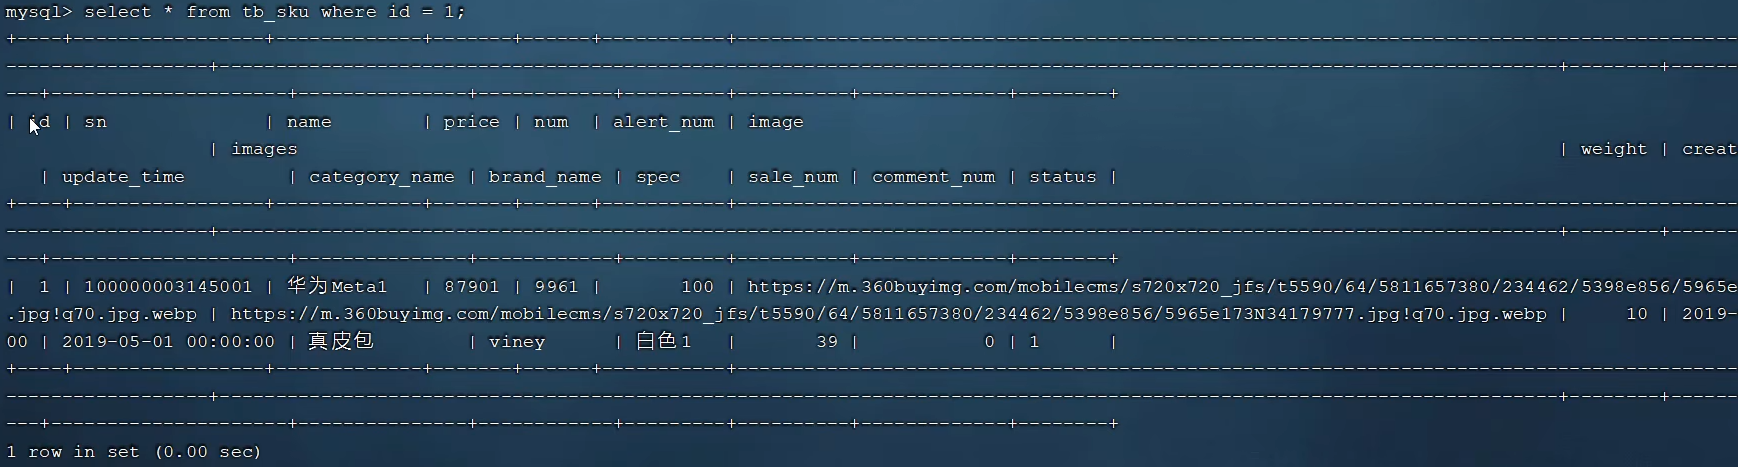 mysql> select * from tb_sku where id = 1;
+----+-----------------+-------------+-------+------+-----------+------------------------------------------------------------------------------------------
------------------+------------------------------------------------------------------------------------------------------------------------+--------+------
---+---------------------+---------------+------------+---------+----------+-------------+--------+
| id | sn | name | price | num | alert_num | image
| images | weight | creat
| update_time | category_name | brand_name | spec | sale_num | comment_num | status |
+----+-----------------+-------------+-------+------+-----------+------------------------------------------------------------------------------------------
------------------+------------------------------------------------------------------------------------------------------------------------+--------+------
---+---------------------+---------------+------------+---------+----------+-------------+--------+
| 1 | 100000003145001 | 华为Meta1 | 87901 | 9961 | 100 | https://m.360buyimg.com/mobilecms/s720x720_jfs/t5590/64/5811657380/234462/5398e856/5965e
.jpg!q70.jpg.webp | https://m.360buyimg.com/mobilecms/s720x720_jfs/t5590/64/5811657380/234462/5398e856/5965e173N34179777.jpg!q70.jpg.webp | 10 | 2019-
00 | 2019-05-01 00:00:00 | 真皮包 | viney | 白色1 | 39 | 0 | 1 |
+----+-----------------+-------------+-------+------+-----------+------------------------------------------------------------------------------------------
------------------+------------------------------------------------------------------------------------------------------------------------+--------+------
---+---------------------+---------------+------------+---------+----------+-------------+--------+
1 row in set (0.00 sec)